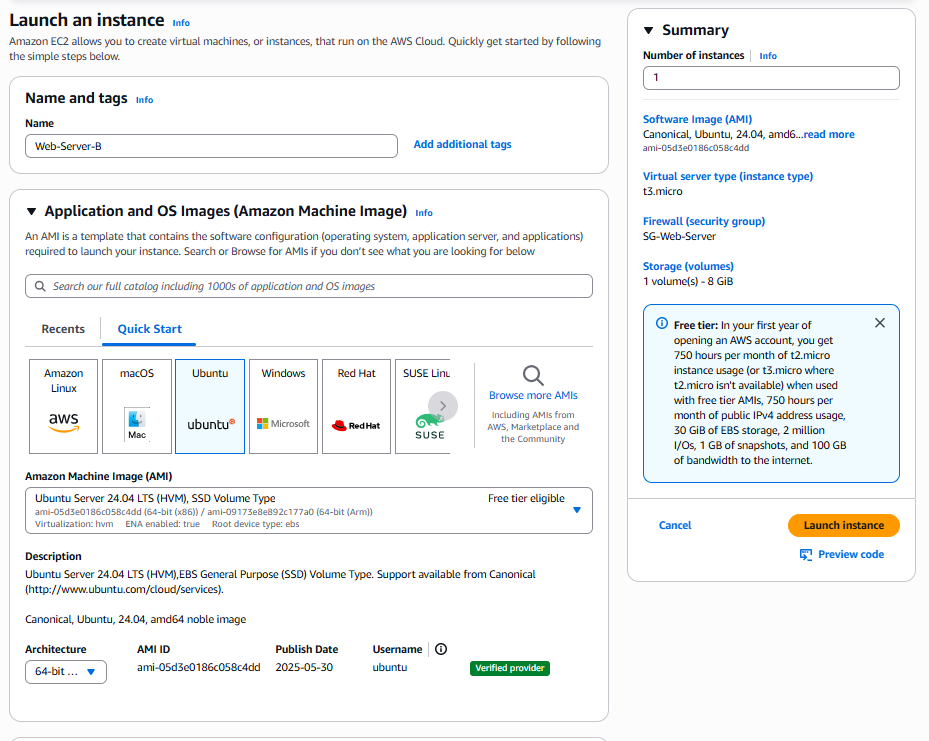 Launch an instance Info
Amazon EC2 allows you to create virtual machines, or instances, that run on the AWS Cloud. Quickly get started by following
the simple steps below.
Name and tags Info
Name
Web-Server-B
Add additional tags
Application and OS Images (Amazon Machine Image) Info
An AMI is a template that contains the software configuration (operating system, application server, and applications)
required to launch your instance. Search or Browse for AMIs if you don't see what you are looking for below
Search our full catalog including 1000s of application and OS images
Recents
Quick Start
Amazon
Linux
aws
macOS
Mac
Ubuntu
ubuntu
Windows
Microsoft
Red Hat
Red Hat
SUSE Linu
SUSE
Browse more AMIs
Including AMIs from
AWS, Marketplace and
the Community
Amazon Machine Image (AMI)
Ubuntu Server 24.04 LTS (HVM), SSD Volume Type
Free tier eligible
ami-05d3e0186c058c4dd (64-bit (x86)) / ami-09173e8e892c177a0 (64-bit (Arm))
Virtualization: hvm ENA enabled: true Root device type: ebs
Description
Ubuntu Server 24.04 LTS (HVM),EBS General Purpose (SSD) Volume Type. Support available from Canonical
(http://www.ubuntu.com/cloud/services).
Canonical, Ubuntu, 24.04, amd64 noble image
Architecture
AMI ID
Publish Date
Username
64-bit ...
ami-05d3e0186c058c4dd
2025-05-30
ubuntu
Verified provider
Summary
Number of instances Info
1
Software Image (AMI)
Canonical, Ubuntu, 24.04, amd6...read more
ami-05d3e0186c058c4dd
Virtual server type (instance type)
t3.micro
Firewall (security group)
SG-Web-Server
Storage (volumes)
1 volume(s) - 8 GiB
Free tier: In your first year of
opening an AWS account, you get
750 hours per month of t2.micro
instance usage (or t3.micro where
t2.micro isn't available) when used
with free tier AMIs, 750 hours per
month of public IPv4 address usage,
30 GiB of EBS storage, 2 million
I/Os, 1 GB of snapshots, and 100 GB
of bandwidth to the internet.
Cancel
Launch instance
Preview code